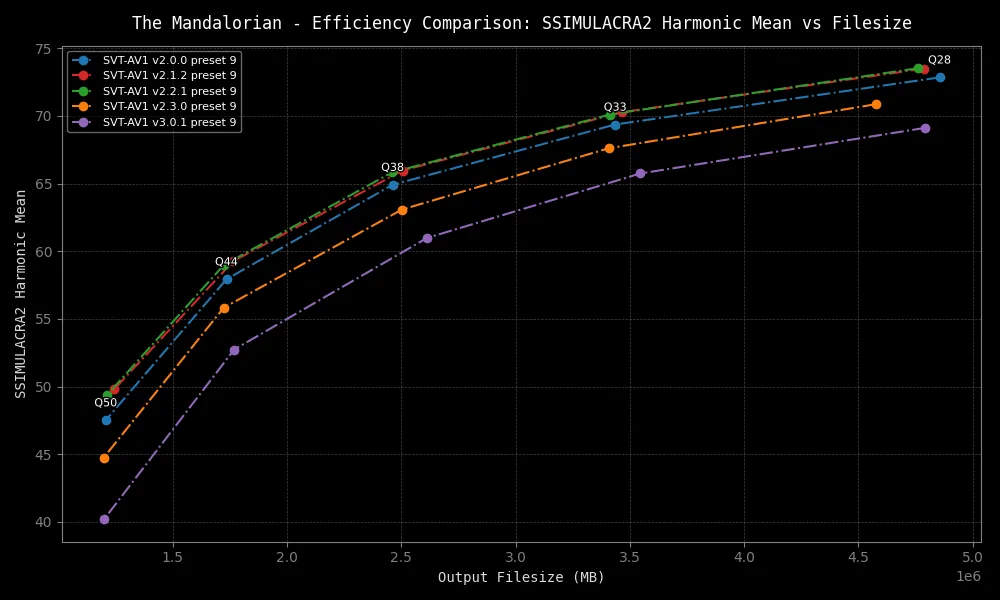 The Mandalorian - Efficiency Comparison: SSIMULACRA2 Harmonic Mean vs Filesize
SVT-AV1 v2.0.0 preset 9
SVT-AV1 v2.1.2 preset 9
SVT-AV1 v2.2.1 preset 9
SVT-AV1 v2.3.0 preset 9
SVT-AV1 v3.0.1 preset 9
Q28
Q33
Q38
Q44
Q50
75
70
65
60
55
50
45
40
SSIMULACRA2 Harmonic Mean
1.5 2.0 2.5 3.0 3.5 4.0 4.5 5.0
1e6
Output Filesize (MB)